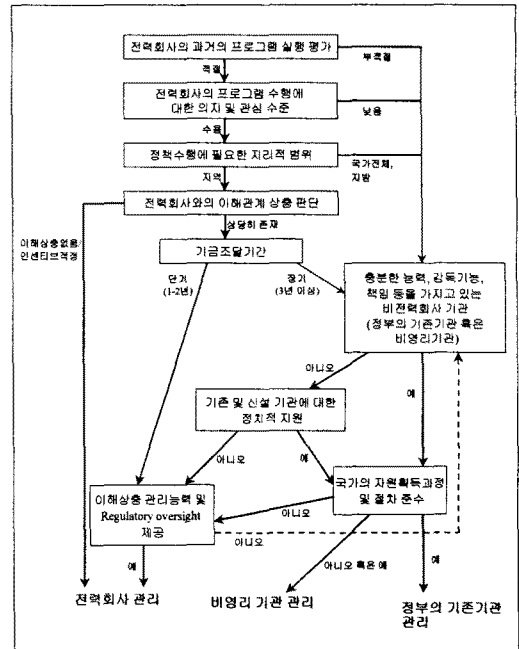 전력회사의 과거의 프로그램 실행 평가
적절
부적절
전력회사의 프로그램 수행에
대한 의지 및 관심 수준
낮음
수용
정책수행에 필요한 지리적 범위
국가전체,
지방
지역
전력회사와의 이해관계 상충 판단
이해상충없음/
인센티브적정
상당히 존재
기금조달기간
단기
(1-2년)
장기
(3년 이상)
충분한 능력, 감독기능,
책임 등을 가지고 있는
비전력회사 기관
(정부의 기존기관 혹은
비영리기관)
아니오
예
기존 및 신설 기관에 대한
정치적 지원
아니오
예
국가의 자원획득과정
및 절차 준수
이해상충 관리능력 및
Regulatory oversight
제공
아니오
아니오
예
아니오 혹은 예
예
전력회사 관리
비영리 기관 관리
정부의 기존기관
관리